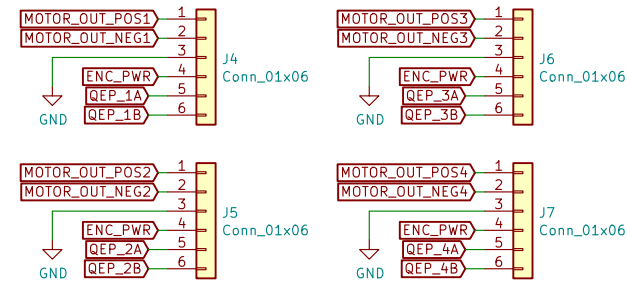 MOTOR_OUT_POS1 1
MOTOR_OUT_NEG1 2
3 J4
ENC_PWR 4 Conn_01x06
QEP_1A 5
QEP_1B 6
GND
MOTOR_OUT_POS3 1
MOTOR_OUT_NEG3 2
3 J6
ENC_PWR 4 Conn_01x06
QEP_3A 5
QEP_3B 6
GND
MOTOR_OUT_POS2 1
MOTOR_OUT_NEG2 2
3 J5
ENC_PWR 4 Conn_01x06
QEP_2A 5
QEP_2B 6
GND
MOTOR_OUT_POS4 1
MOTOR_OUT_NEG4 2
3 J7
ENC_PWR 4 Conn_01x06
QEP_4A 5
QEP_4B 6
GND